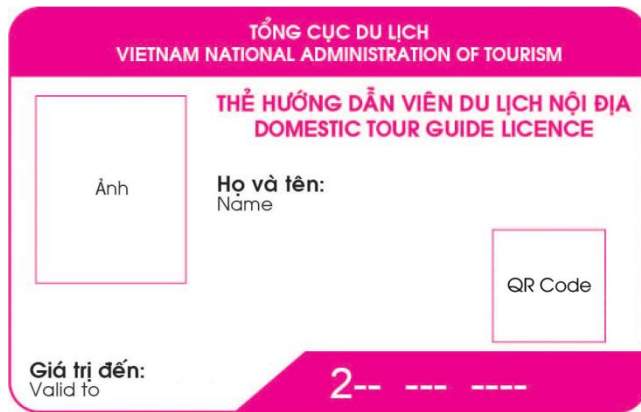 TỔNG CỤC DU LỊCH
VIETNAM NATIONAL ADMINISTRATION OF TOURISM
THẺ HƯỚNG DẪN VIÊN DU LỊCH NỘI ĐỊA
DOMESTIC TOUR GUIDE LICENCE
Ảnh
Họ và tên:
Name
QR Code
Giá trị đến:
Valid to
2-- --- ----